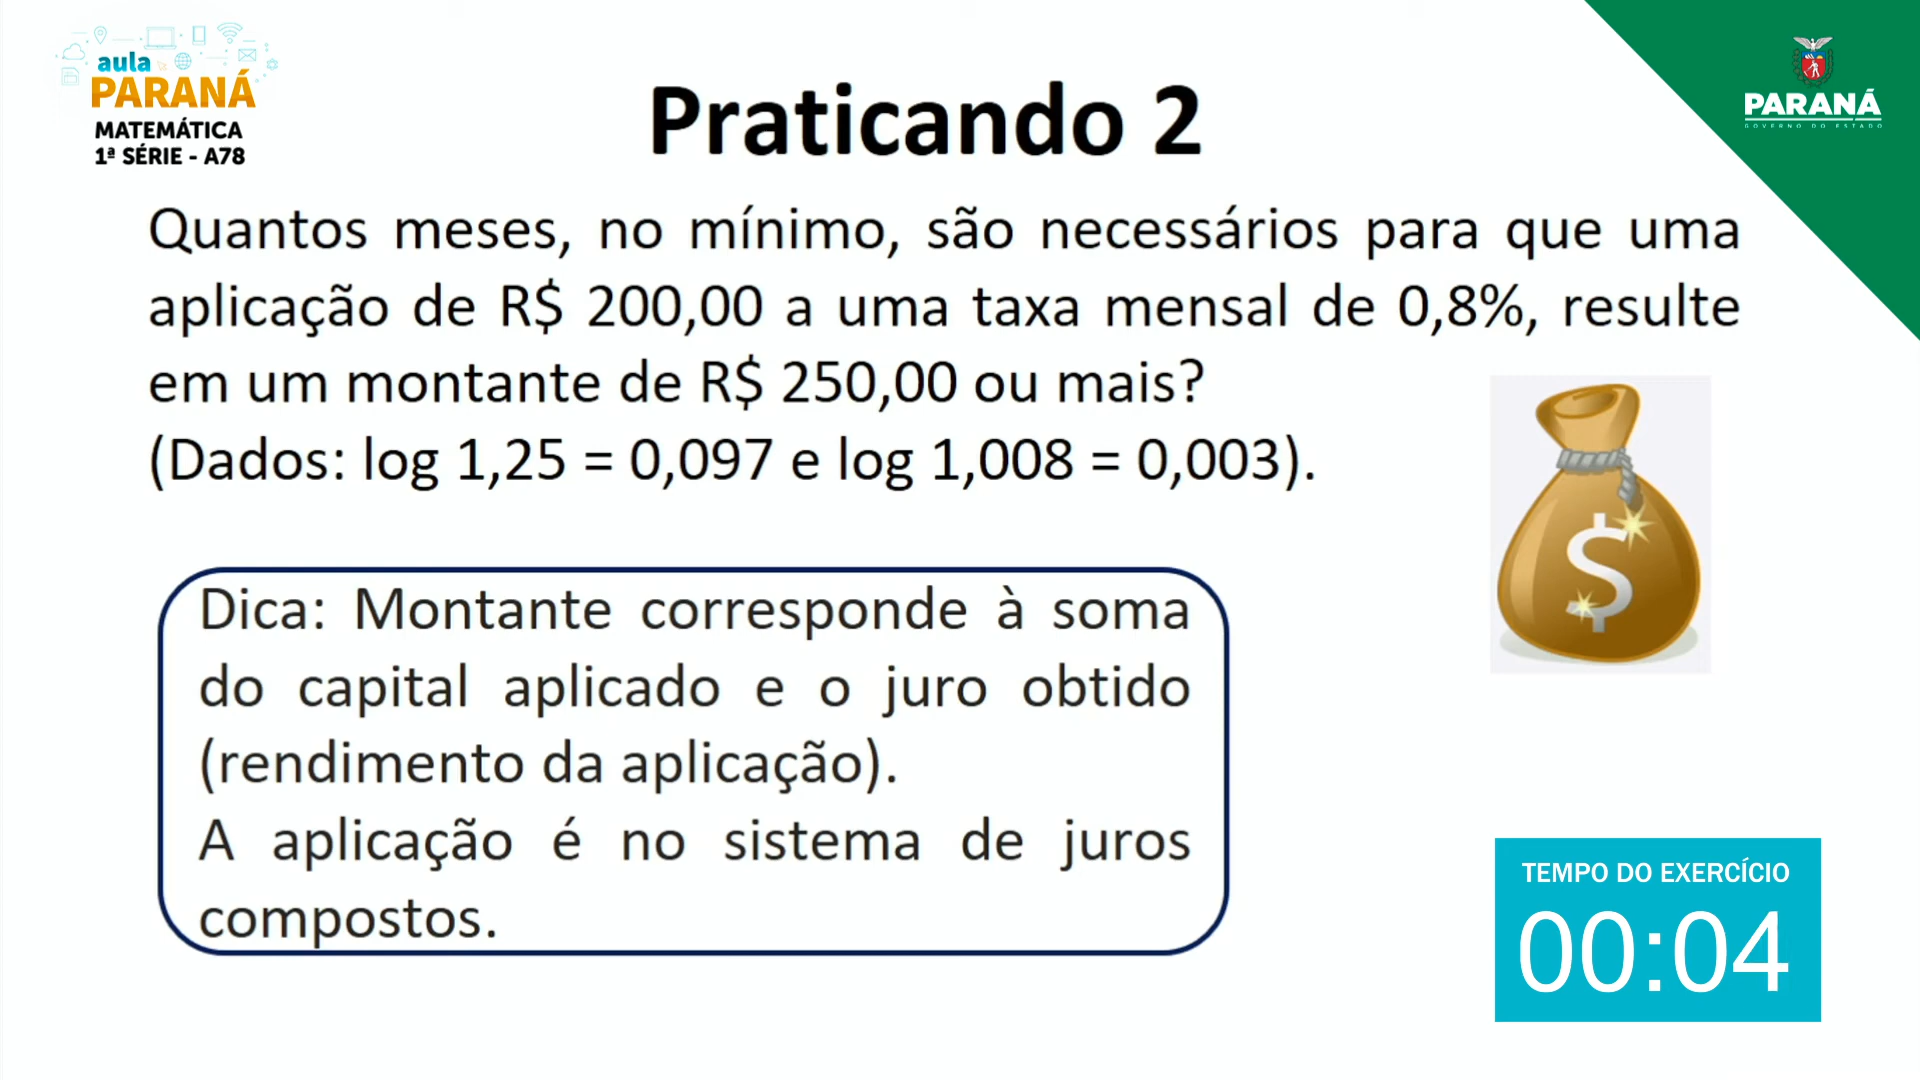 aula
PARANÁ
MATEMÁTICA
1ª SÉRIE - A78
Praticando 2
PARANÁ
GOVERNO DO ESTADO
Quantos meses, no mínimo, são necessários para que uma
aplicação de R$ 200,00 a uma taxa mensal de 0,8%, resulte
em um montante de R$ 250,00 ou mais?
(Dados: log 1,25 = 0,097 e log 1,008 = 0,003).
$
Dica: Montante corresponde à soma
do capital aplicado e o juro obtido
(rendimento da aplicação).
A aplicação é no sistema de juros
compostos.
TEMPO DO EXERCÍCIO
00:04